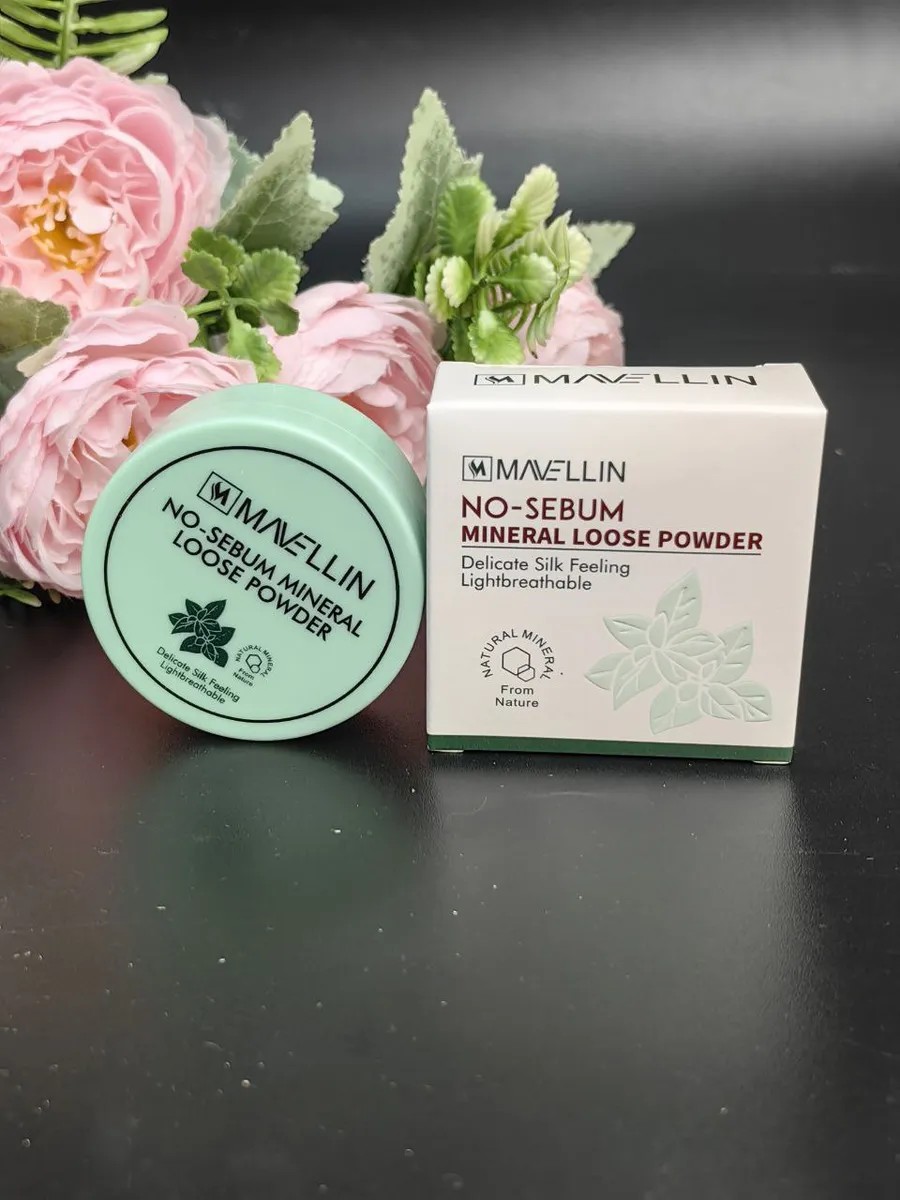 MAVELLIN
NO-SEBUM MINERAL
LOOSE POWDER
Delicate Silk Feeling
Lightbreathable
NATURAL MINERAL
From
Nature
MAVELLIN
MAVELLIN
NO-SEBUM
MINERAL LOOSE POWDER
Delicate Silk Feeling
Lightbreathable
NATURAL MINERAL
From
Nature